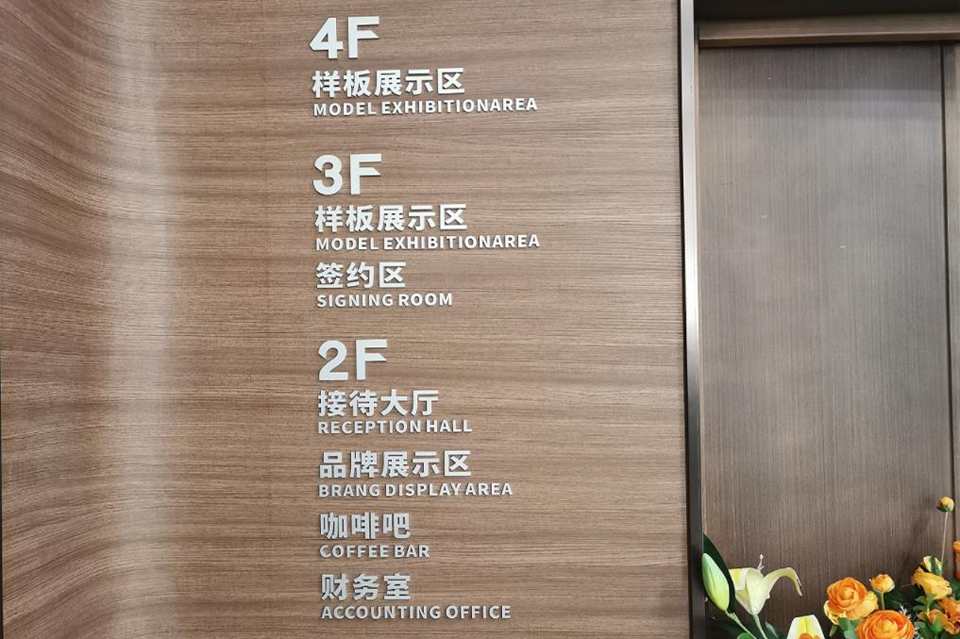 4F
样板展示区
MODEL EXHIBITIONAREA
3F
样板展示区
MODEL EXHIBITIONAREA
签约区
SIGNING ROOM
2F
接待大厅
RECEPTION HALL
品牌展示区
BRANG DISPLAY AREA
咖啡吧
COFFEE BAR
财务室
ACCOUNTING OFFICE